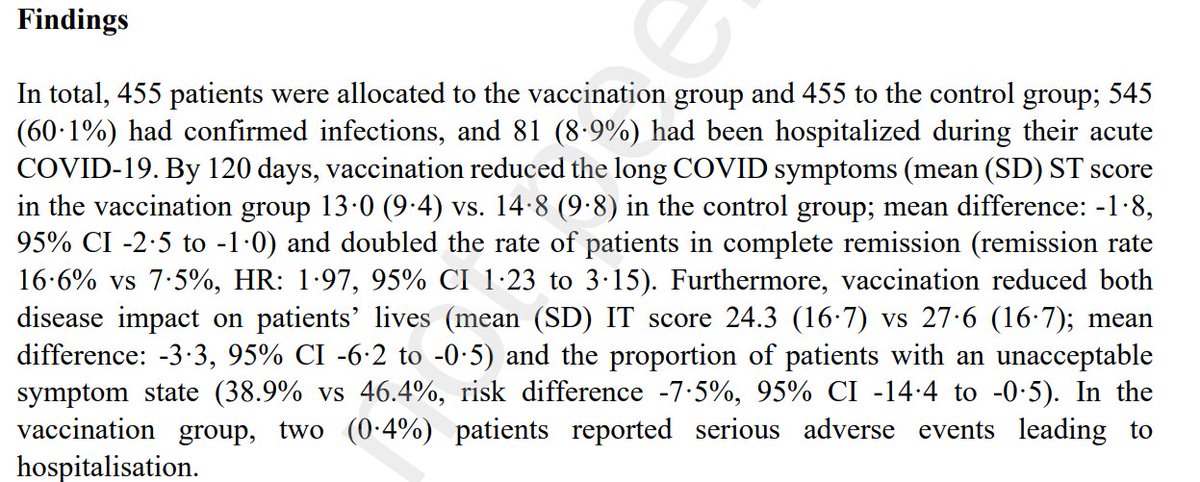 Findings
In total, 455 patients were allocated to the vaccination group and 455 to the control group; 545
(60·1%) had confirmed infections, and 81 (8·9%) had been hospitalized during their acute
COVID-19. By 120 days, vaccination reduced the long COVID symptoms (mean (SD) ST score
in the vaccination group 13·0 (9·4) vs. 14·8 (9·8) in the control group; mean difference: -1·8,
95% CI -2·5 to -1·0) and doubled the rate of patients in complete remission (remission rate
16·6% vs 7·5%, HR: 1·97, 95% CI 1·23 to 3·15). Furthermore, vaccination reduced both
disease impact on patients’ lives (mean (SD) IT score 24.3 (16·7) vs 27·6 (16·7); mean
difference: -3·3, 95% CI -6·2 to -0·5) and the proportion of patients with an unacceptable
symptom state (38.9% vs 46.4%, risk difference -7·5%, 95% CI -14·4 to -0·5). In the
vaccination group, two (0·4%) patients reported serious adverse events leading to
hospitalisation.
not pee